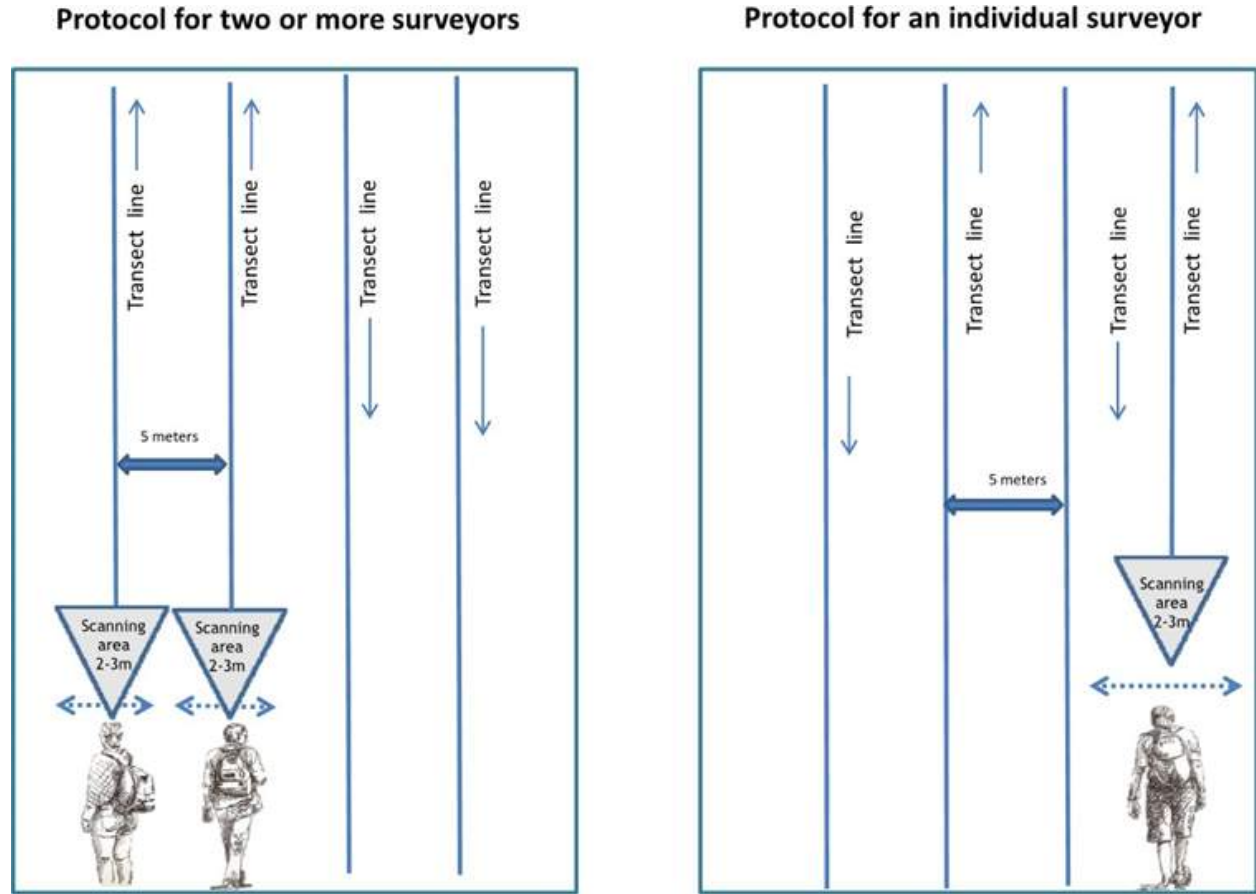 Protocol for two or more surveyors
Transect line
Transect line
Transect line
Transect line
5 meters
Scanning
area
2-3m
Scanning
area
2-3m
Protocol for an individual surveyor
Transect line
Transect line
Transect line
Transect line
5 meters
Scanning
area
2-3m